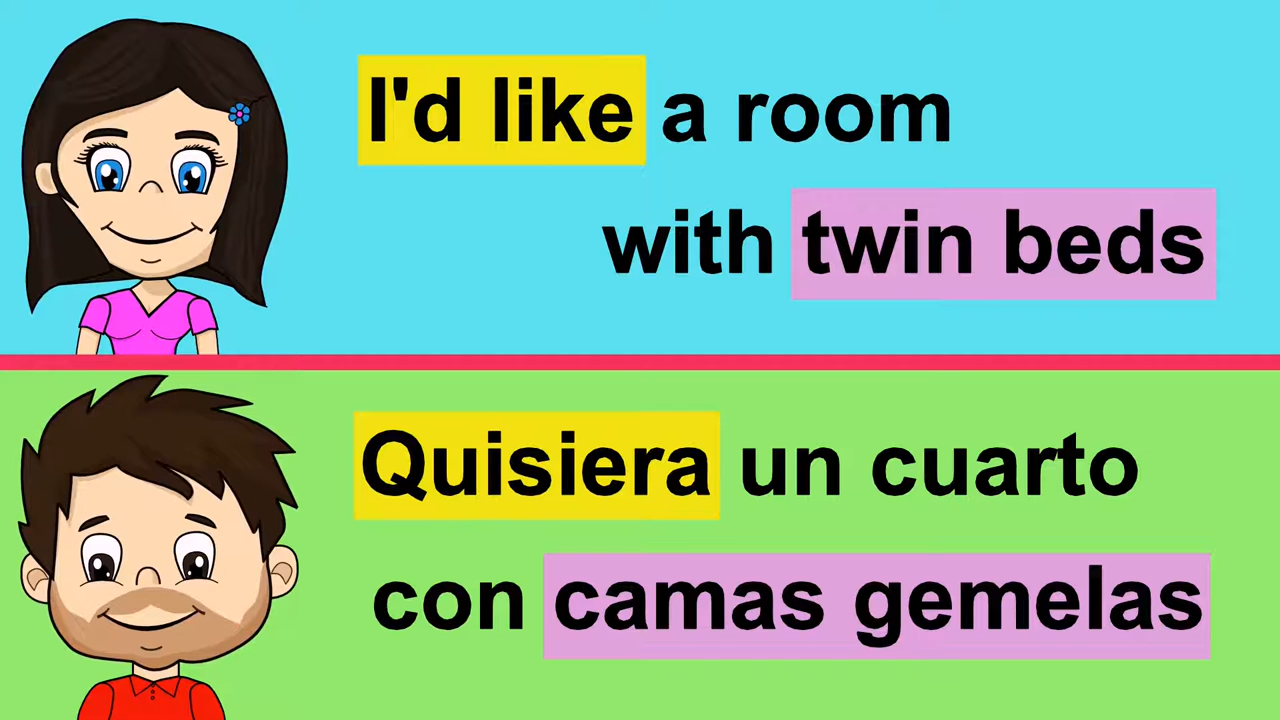 I'd like a room
with twin beds
Quisiera un cuarto
con camas gemelas